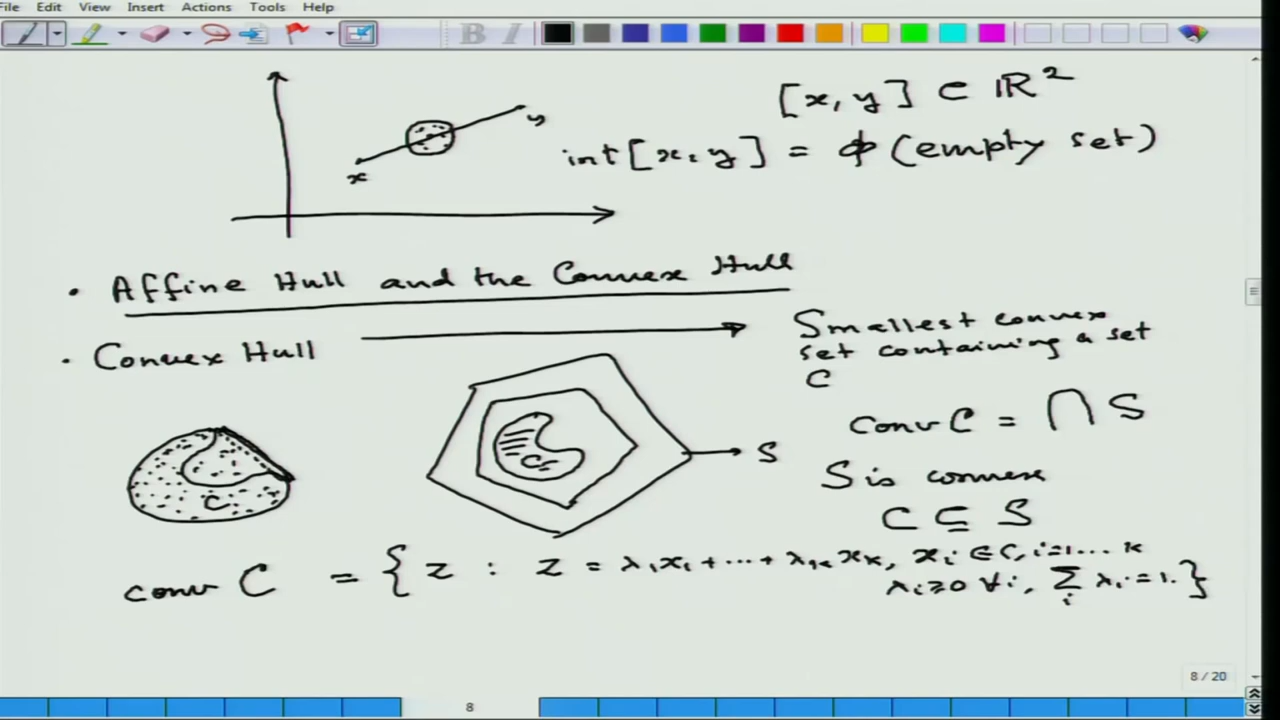 File Edit View Insert Actions Tools Help
B I
[x, y] ⊂ ℝ²
x
y
int[x, y] = ϕ (empty set)
• Affine Hull and the Convex Hull
• Convex Hull
Smallest convex
set containing a set
C
conv C = ⋂ S
S is convex
C ⊆ S
C
C
S
conv C = { z : z = λ₁x₁ + ... + λₖxₖ, xᵢ ∈ C, i=1... k
λᵢ ≥ 0 ∀i, ∑ᵢ λᵢ = 1. }
8 / 20
8